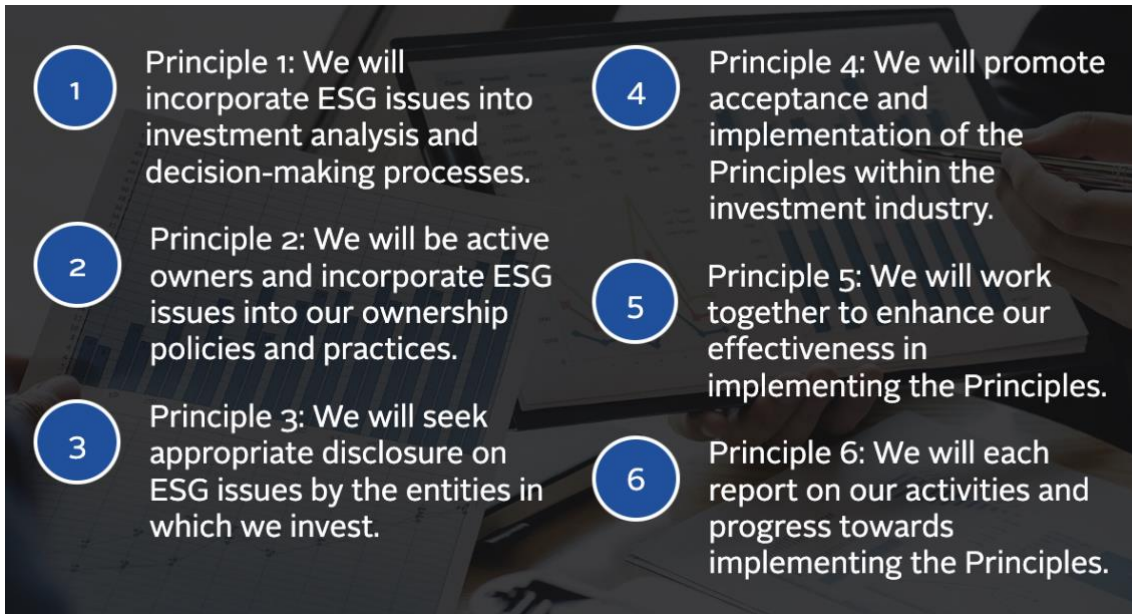 1
Principle 1: We will
incorporate ESG issues into
investment analysis and
decision-making processes.
2
Principle 2: We will be active
owners and incorporate ESG
issues into our ownership
policies and practices.
3
Principle 3: We will seek
appropriate disclosure on
ESG issues by the entities in
which we invest.
4
Principle 4: We will promote
acceptance and
implementation of the
Principles within the
investment industry.
5
Principle 5: We will work
together to enhance our
effectiveness in
implementing the Principles.
6
Principle 6: We will each
report on our activities and
progress towards
implementing the Principles.